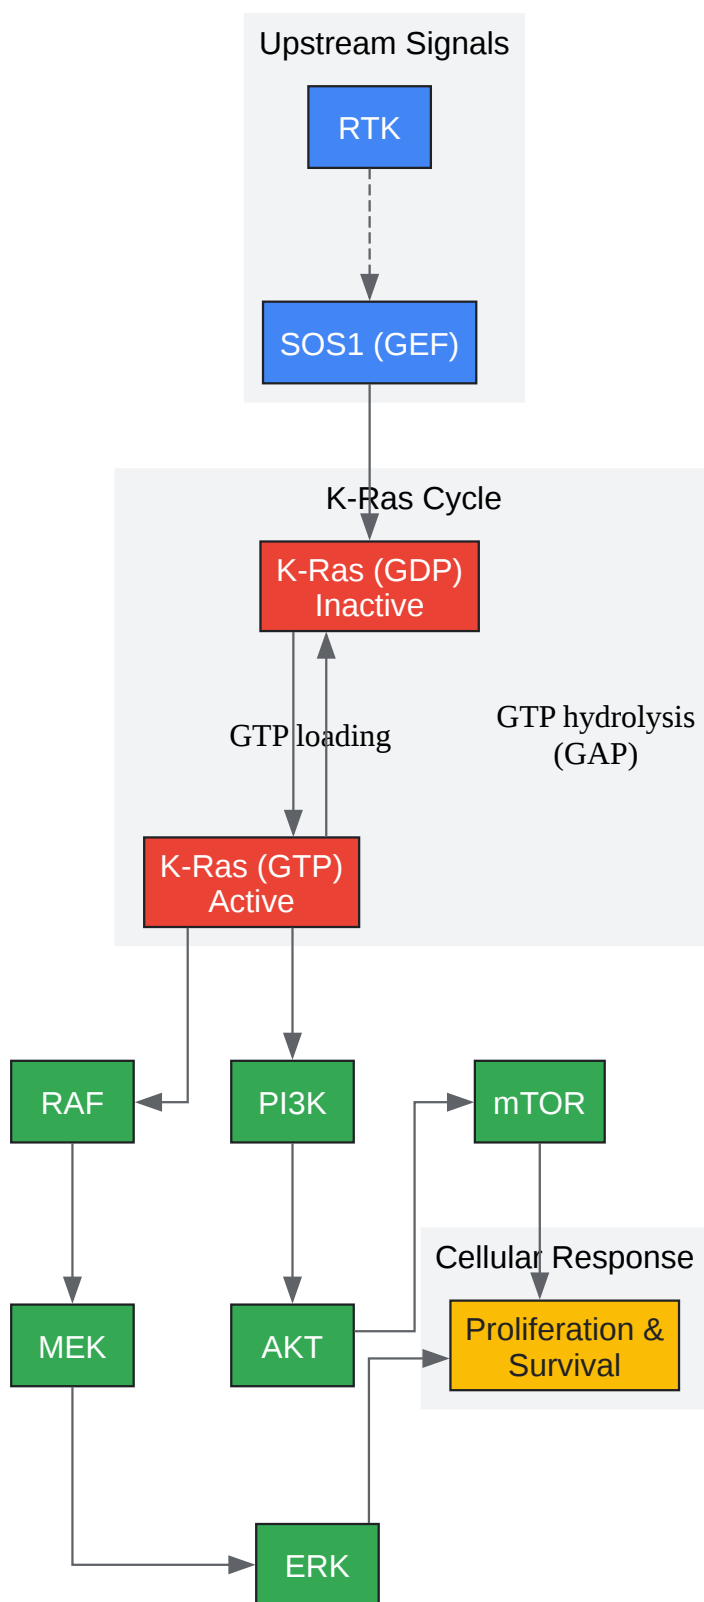 Upstream Signals
RTK
SOS1 (GEF)
K-Ras Cycle
K-Ras (GDP)
Inactive
GTP loading
GTP hydrolysis
(GAP)
K-Ras (GTP)
Active
RAF
PI3K
mTOR
Cellular Response
Proliferation &
Survival
MEK
AKT
ERK